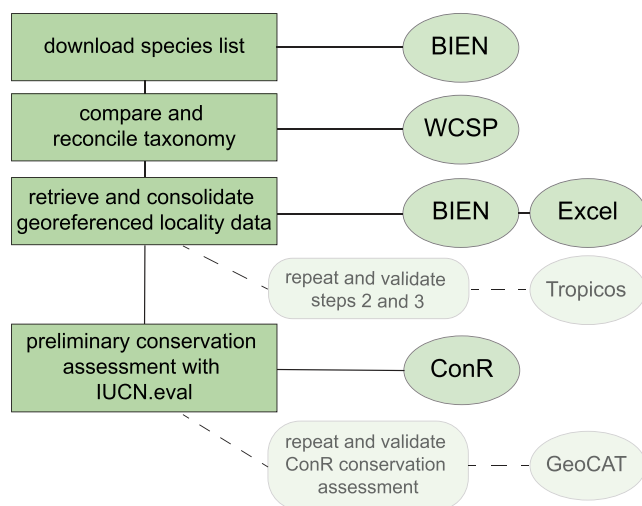 download species list
BIEN
compare and
reconcile taxonomy
WCSP
retrieve and consolidate
georeferenced locality data
BIEN
Excel
repeat and validate
steps 2 and 3
Tropicos
preliminary conservation
assessment with
IUCN.eval
ConR
repeat and validate
ConR conservation
assessment
GeoCAT